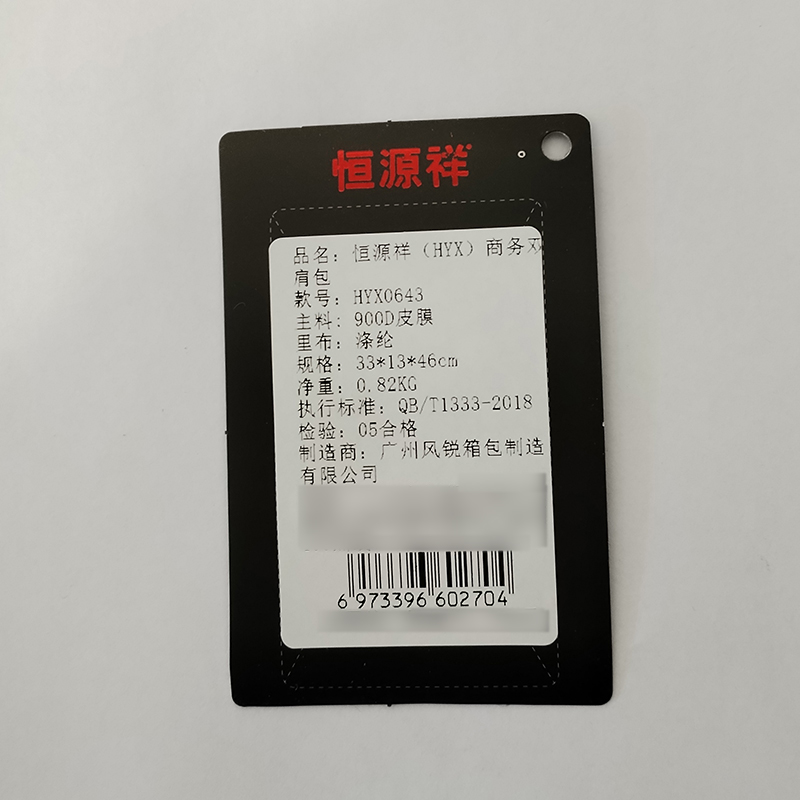 恒源祥
品名：恒源祥（HYX）商务双
肩包
款号：HYX0643
主料：900D皮膜
里布：涤纶
规格：33*13*46cm
净重：0.82KG
执行标准：QB/T1333-2018
检验：05合格
制造商：广州风锐箱包制造
有限公司
6 973396 602704